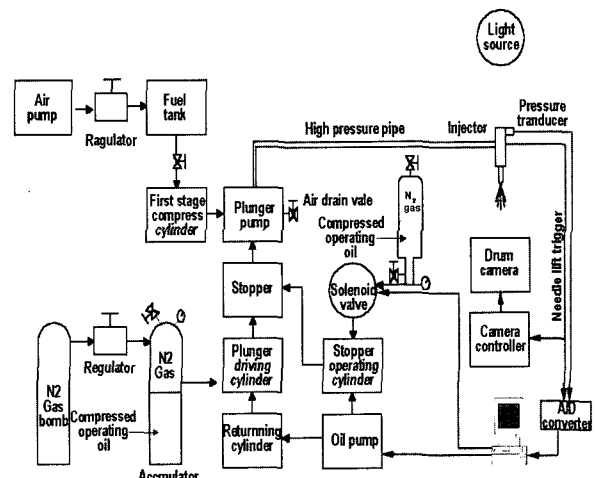 Light
source
Air
pump
Ragulator
Fuel
tank
High pressure pipe
Injector
Pressure
tranducer
First stage
compress
cylinder
Plunger
pump
Air drain vale
N2
gas
Compressed
operating
oil
Drum
camera
Needle lift trigger
Stopper
Solenoid
valve
Camera
controller
N2
Gas
bomb
Regulator
N2
Gas
Plunger
driving
cylinder
Stopper
operating
cylinder
Compressed
operating
oil
Returnning
cylinder
Oil pump
A/D
converter
Accmulator